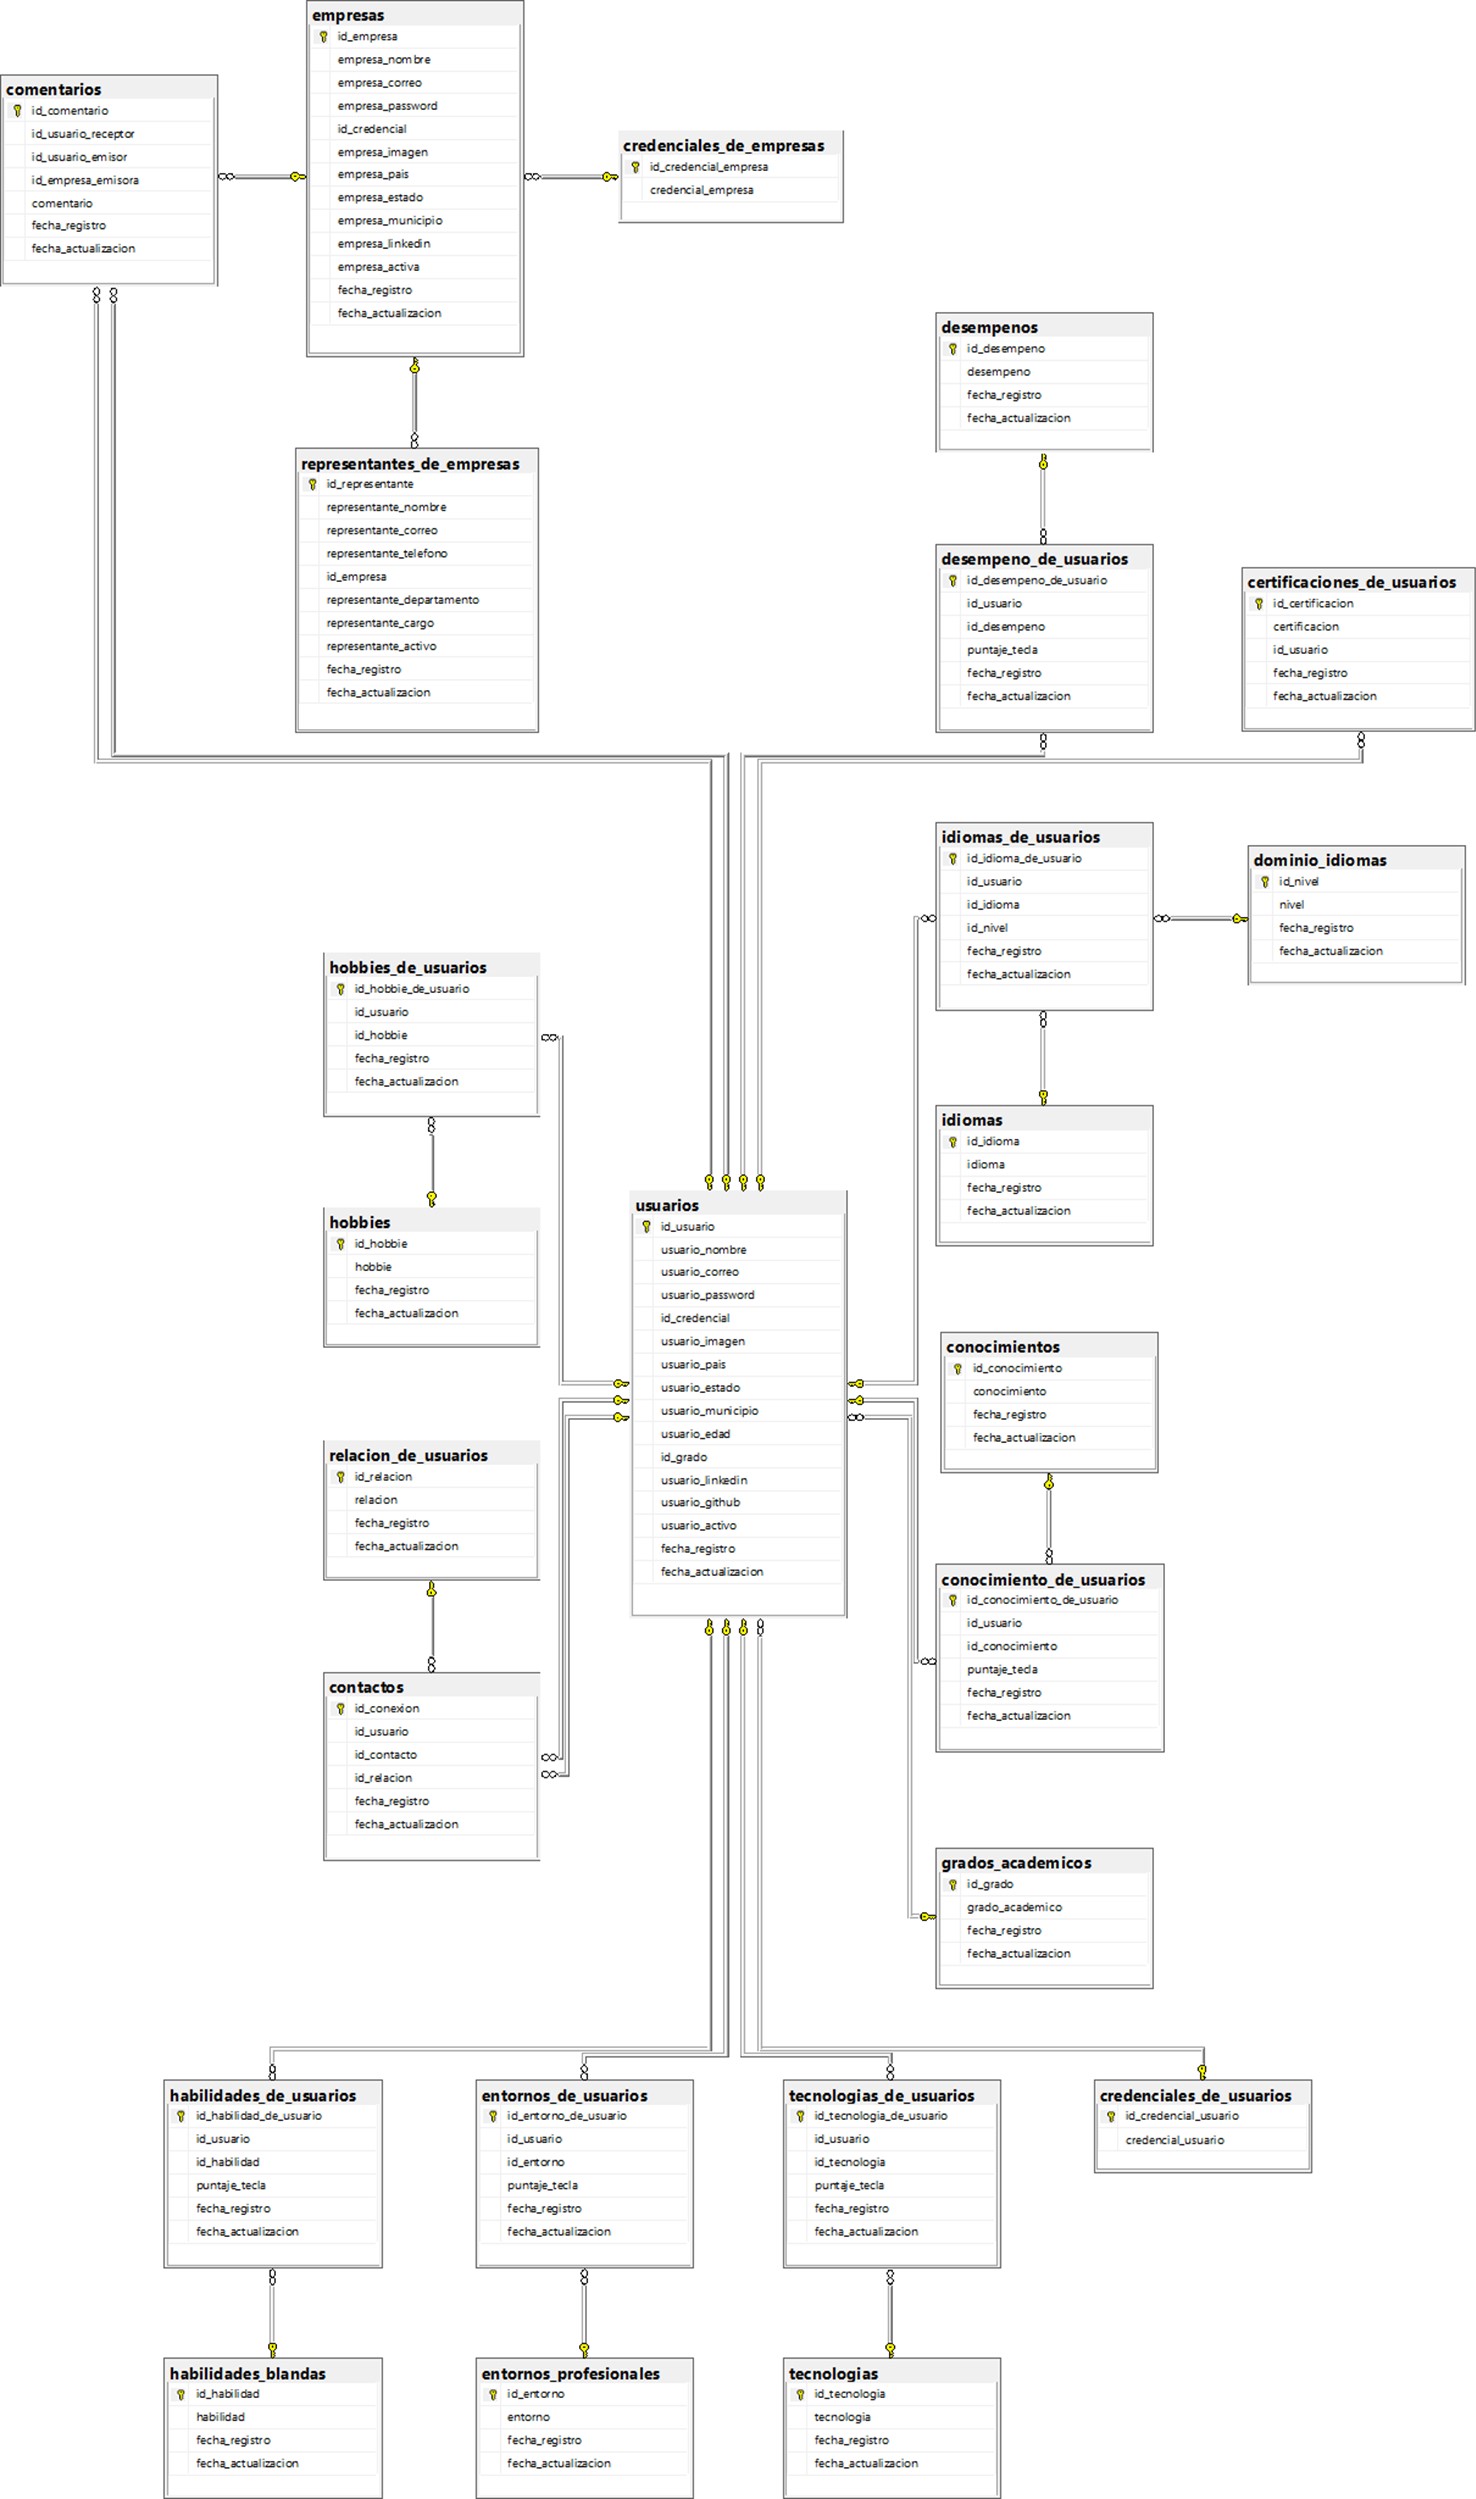 empresas
id_empresa
empresa_nombre
empresa_correo
empresa_password
id_credencial
empresa_imagen
empresa_pais
empresa_estado
empresa_municipio
empresa_linkedin
empresa_activa
fecha_registro
fecha_actualizacion
comentarios
id_comentario
id_usuario_receptor
id_usuario_emisor
id_empresa_emisora
comentario
fecha_registro
fecha_actualizacion
credenciales_de_empresas
id_credencial_empresa
credencial_empresa
representantes_de_empresas
id_representante
representante_nombre
representante_correo
representante_telefono
id_empresa
representante_departamento
representante_cargo
representante_activo
fecha_registro
fecha_actualizacion
desempenos
id_desempeno
desempeno
fecha_registro
fecha_actualizacion
desempeno_de_usuarios
id_desempeno_de_usuario
id_usuario
id_desempeno
puntaje_tecla
fecha_registro
fecha_actualizacion
certificaciones_de_usuarios
id_certificacion
certificacion
id_usuario
fecha_registro
fecha_actualizacion
idiomas_de_usuarios
id_idioma_de_usuario
id_usuario
id_idioma
id_nivel
fecha_registro
fecha_actualizacion
dominio_idiomas
id_nivel
nivel
fecha_registro
fecha_actualizacion
hobbies_de_usuarios
id_hobbie_de_usuario
id_usuario
id_hobbie
fecha_registro
fecha_actualizacion
idiomas
id_idioma
idioma
fecha_registro
fecha_actualizacion
hobbies
id_hobbie
hobbie
fecha_registro
fecha_actualizacion
usuarios
id_usuario
usuario_nombre
usuario_correo
usuario_password
id_credencial
usuario_imagen
usuario_pais
usuario_estado
usuario_municipio
usuario_edad
id_grado
usuario_linkedin
usuario_github
usuario_activo
fecha_registro
fecha_actualizacion
conocimientos
id_conocimiento
conocimiento
fecha_registro
fecha_actualizacion
relacion_de_usuarios
id_relacion
relacion
fecha_registro
fecha_actualizacion
conocimiento_de_usuarios
id_conocimiento_de_usuario
id_usuario
id_conocimiento
puntaje_tecla
fecha_registro
fecha_actualizacion
contactos
id_conexion
id_usuario
id_contacto
id_relacion
fecha_registro
fecha_actualizacion
grados_academicos
id_grado
grado_academico
fecha_registro
fecha_actualizacion
habilidades_de_usuarios
id_habilidad_de_usuario
id_usuario
id_habilidad
puntaje_tecla
fecha_registro
fecha_actualizacion
entornos_de_usuarios
id_entorno_de_usuario
id_usuario
id_entorno
puntaje_tecla
fecha_registro
fecha_actualizacion
tecnologias_de_usuarios
id_tecnologia_de_usuario
id_usuario
id_tecnologia
puntaje_tecla
fecha_registro
fecha_actualizacion
credenciales_de_usuarios
id_credencial_usuario
credencial_usuario
habilidades_blandas
id_habilidad
habilidad
fecha_registro
fecha_actualizacion
entornos_profesionales
id_entorno
entorno
fecha_registro
fecha_actualizacion
tecnologias
id_tecnologia
tecnologia
fecha_registro
fecha_actualizacion